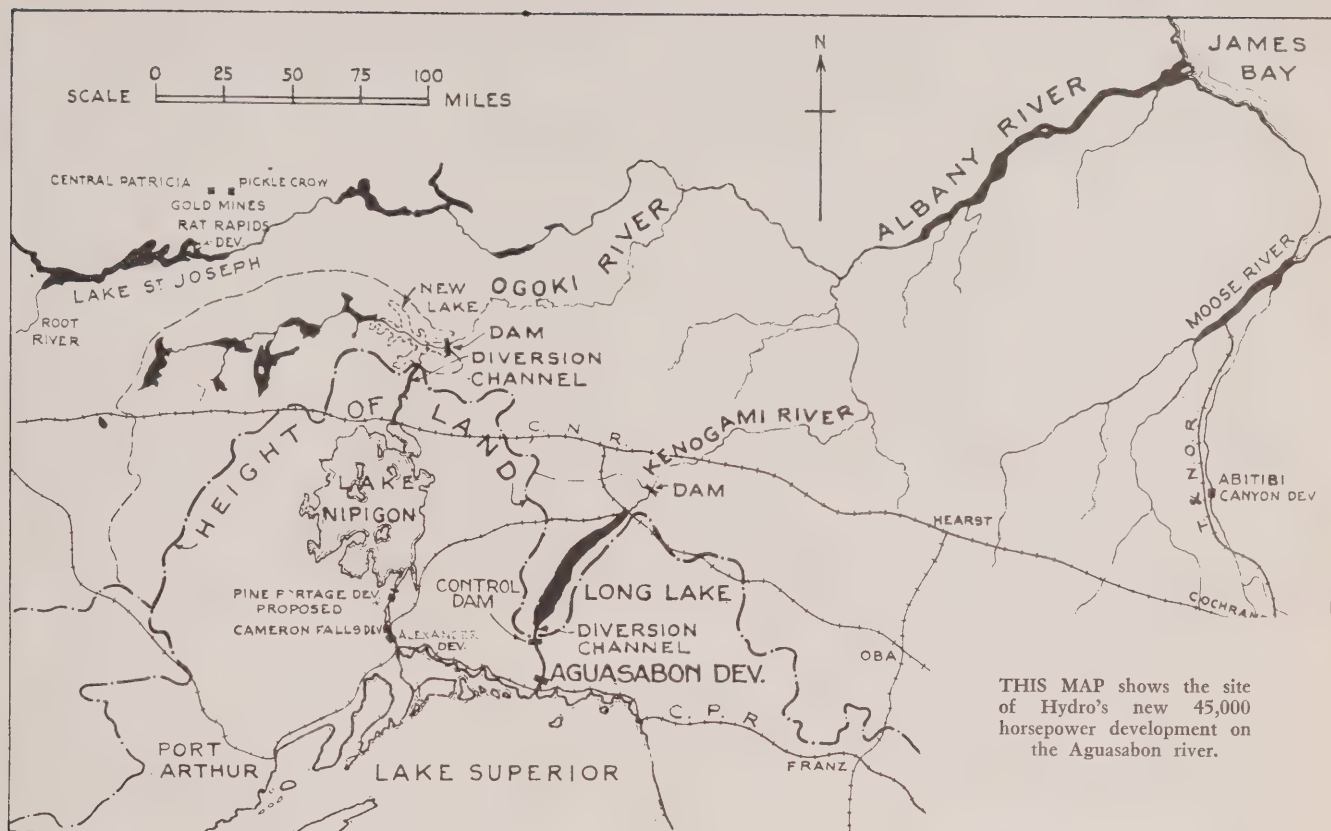 JAMES
BAY
N
0 25 50 75 100
SCALE MILES
ALBANY RIVER
CENTRAL PATRICIA PICKLE CROW
GOLD MINES
RAT RAPIDS
DEV.
LAKE ST. JOSEPH
OGOKI RIVER
NEW
LAKE
ROOT
RIVER
DAM
DIVERSION
CHANNEL
MOOSE RIVER
HEIGHT OF LAND
C.N.R.
KENOGAMI RIVER
LAKE
NIPIGON
DAM
T. & N.O.R.
ABITIBI
CANYON DEV
HEARST
PINE DEV.
PROPOSED
CONTROL
DAM
LONG LAKE
COCHRAN
CAMERON FALLS DEV
DEV.
DIVERSION
CHANNEL
OBA
AGUASABON DEV.
C.P.R
PORT
ARTHUR
LAKE SUPERIOR
FRANZ
THIS MAP shows the site
of Hydro's new 45,000
horsepower development on
the Aguasabon river.